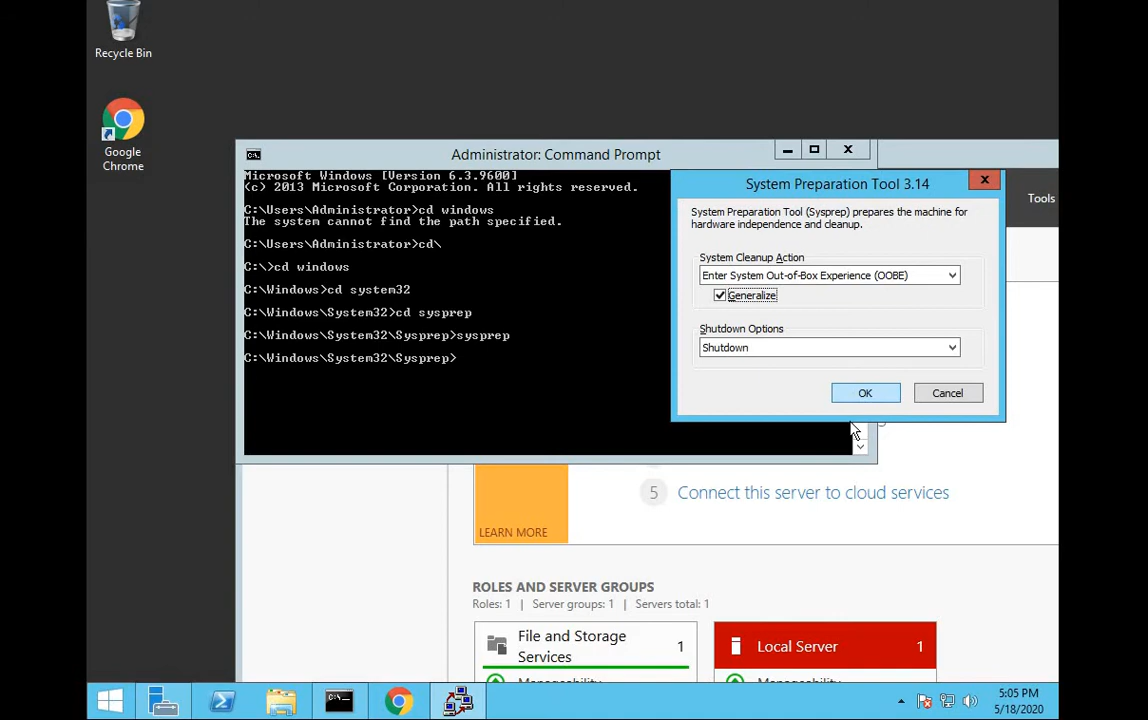 Recycle Bin
Google
Chrome
Administrator: Command Prompt
Microsoft Windows [Version 6.3.9600]
(c) 2013 Microsoft Corporation. All rights reserved.
C:\Users\Administrator>cd windows
The system cannot find the path specified.
C:\Users\Administrator>cd\
C:\>cd windows
C:\Windows>cd system32
C:\Windows\System32>cd sysprep
C:\Windows\System32\Sysprep>sysprep
C:\Windows\System32\Sysprep>
System Preparation Tool 3.14
System Preparation Tool (Sysprep) prepares the machine for
hardware independence and cleanup.
System Cleanup Action
Enter System Out-of-Box Experience (OOBE)
Generalize
Shutdown Options
Shutdown
OK
Cancel
Tools
5 Connect this server to cloud services
LEARN MORE
ROLES AND SERVER GROUPS
Roles: 1 | Server groups: 1 | Servers total: 1
File and Storage
Services
1
Local Server 1
Manageability
Manageability
5:05 PM
5/18/2020